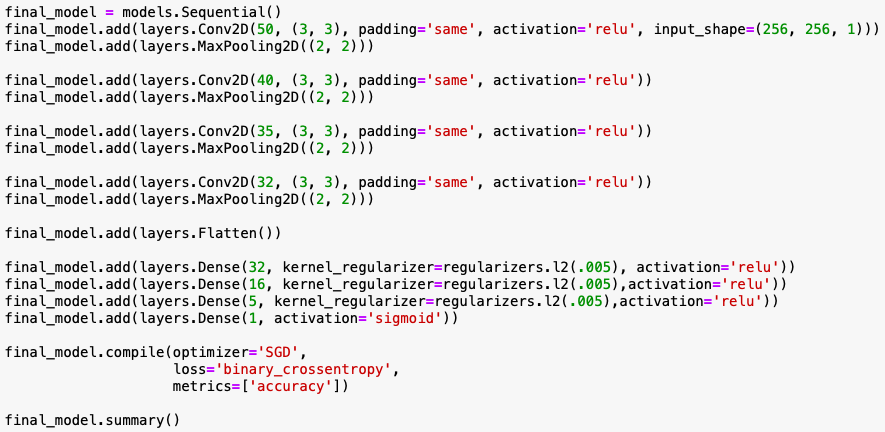 final_model = models.Sequential()
final_model.add(layers.Conv2D(50, (3, 3), padding='same', activation='relu', input_shape=(256, 256, 1)))
final_model.add(layers.MaxPooling2D((2, 2)))

final_model.add(layers.Conv2D(40, (3, 3), padding='same', activation='relu'))
final_model.add(layers.MaxPooling2D((2, 2)))

final_model.add(layers.Conv2D(35, (3, 3), padding='same', activation='relu'))
final_model.add(layers.MaxPooling2D((2, 2)))

final_model.add(layers.Conv2D(32, (3, 3), padding='same', activation='relu'))
final_model.add(layers.MaxPooling2D((2, 2)))

final_model.add(layers.Flatten())

final_model.add(layers.Dense(32, kernel_regularizer=regularizers.l2(.005), activation='relu'))
final_model.add(layers.Dense(16, kernel_regularizer=regularizers.l2(.005),activation='relu'))
final_model.add(layers.Dense(5, kernel_regularizer=regularizers.l2(.005),activation='relu'))
final_model.add(layers.Dense(1, activation='sigmoid'))

final_model.compile(optimizer='SGD',
                    loss='binary_crossentropy',
                    metrics=['accuracy'])

final_model.summary()